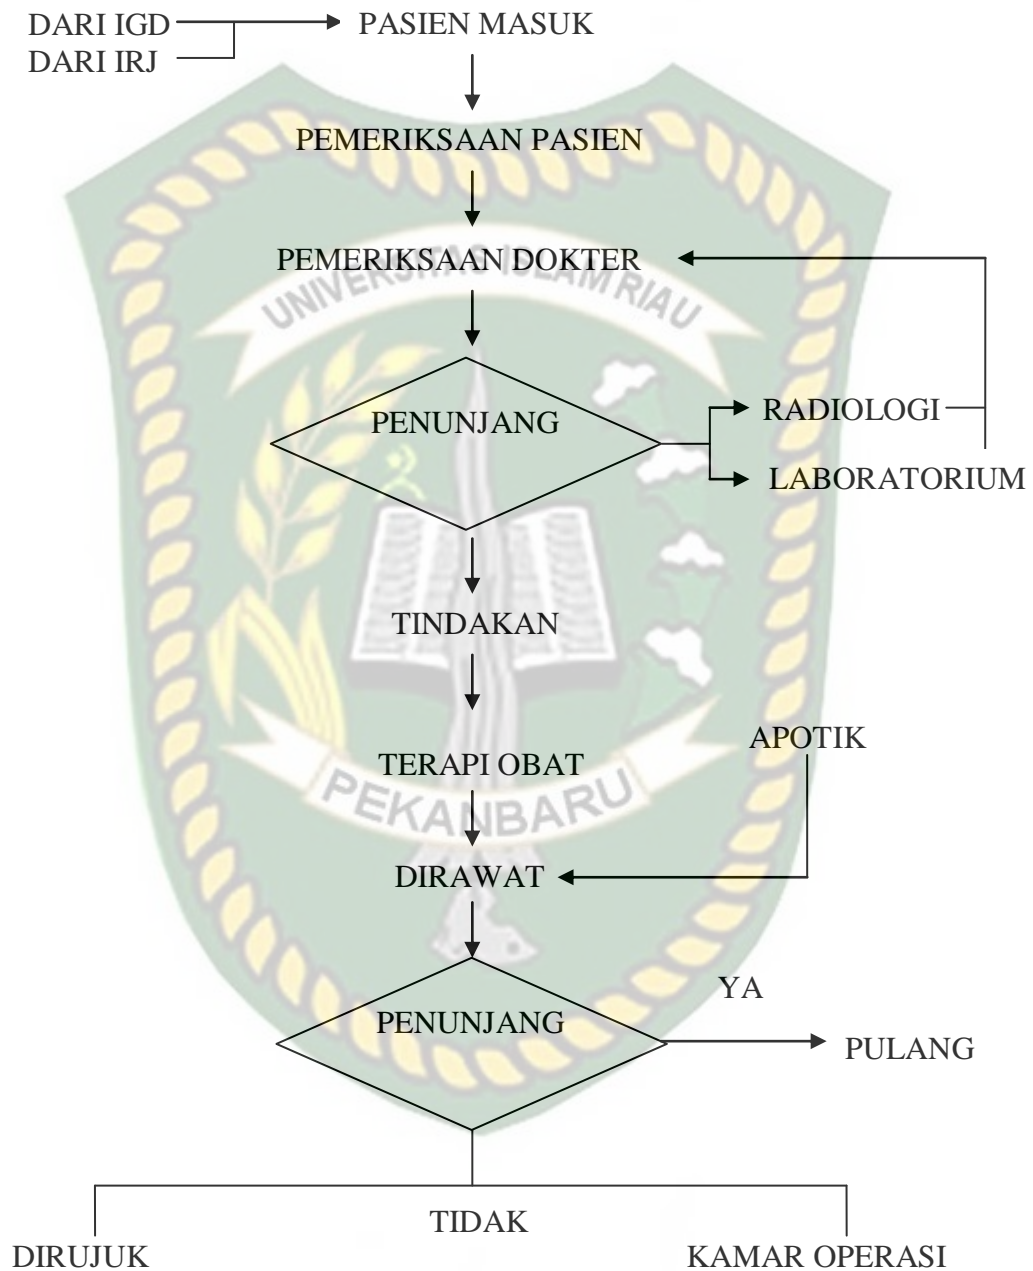 DARI IGD PASIEN MASUK
DARI IRJ
PEMERIKSAAN PASIEN
PEMERIKSAAN DOKTER
UNIVERSITAS ISLAM RIAU
PENUNJANG
RADIOLOGI
LABORATORIUM
TINDAKAN
APOTIK
TERAPI OBAT
PEKANBARU
DIRAWAT
YA
PENUNJANG
PULANG
TIDAK
DIRUJUK KAMAR OPERASI